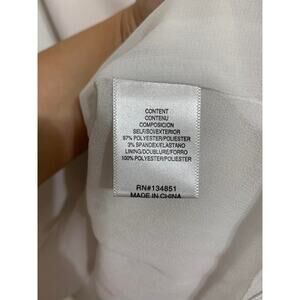 CONTENT
CONTENU
COMPOSICION
SELF/SOI/EXTERIOR
97% POLYESTER/POLIESTER
3% SPANDEX/ELASTANO
LINING/DOUBLURE/FORRO
100% POLYESTER/POLIESTER
RN#134851
MADE IN CHINA